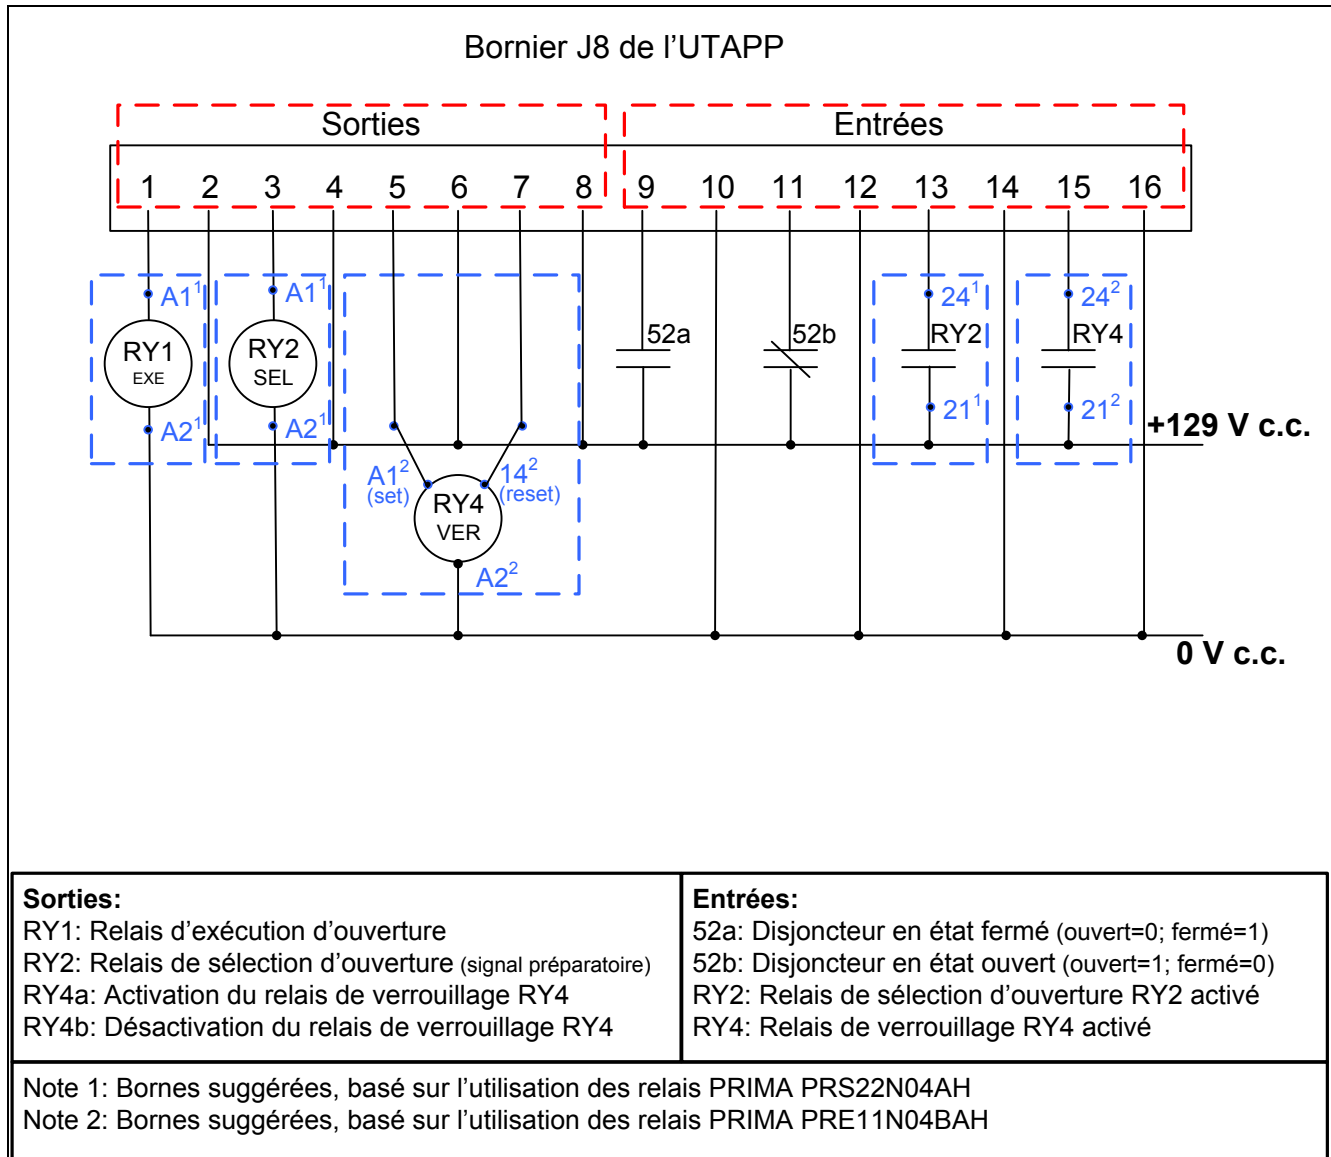 Bornier J8 de l'UTAPP
Sorties Entrées
1 2 3 4 5 6 7 8 9 10 11 12 13 14 15 16
A1¹ A1¹ 24¹ 24²
RY1 EXE
RY2 SEL
52a 52b RY2 RY4
A2¹ A2¹ 21¹ 21²
+129 V c.c.
A1² (set)
14² (reset)
RY4 VER
A2²
0 V c.c.
Sorties:
RY1: Relais d'exécution d'ouverture
RY2: Relais de sélection d'ouverture (signal préparatoire)
RY4a: Activation du relais de verrouillage RY4
RY4b: Désactivation du relais de verrouillage RY4
Entrées:
52a: Disjoncteur en état fermé (ouvert=0; fermé=1)
52b: Disjoncteur en état ouvert (ouvert=1; fermé=0)
RY2: Relais de sélection d'ouverture RY2 activé
RY4: Relais de verrouillage RY4 activé
Note 1: Bornes suggérées, basé sur l'utilisation des relais PRIMA PRS22N04AH
Note 2: Bornes suggérées, basé sur l'utilisation des relais PRIMA PRE11N04BAH